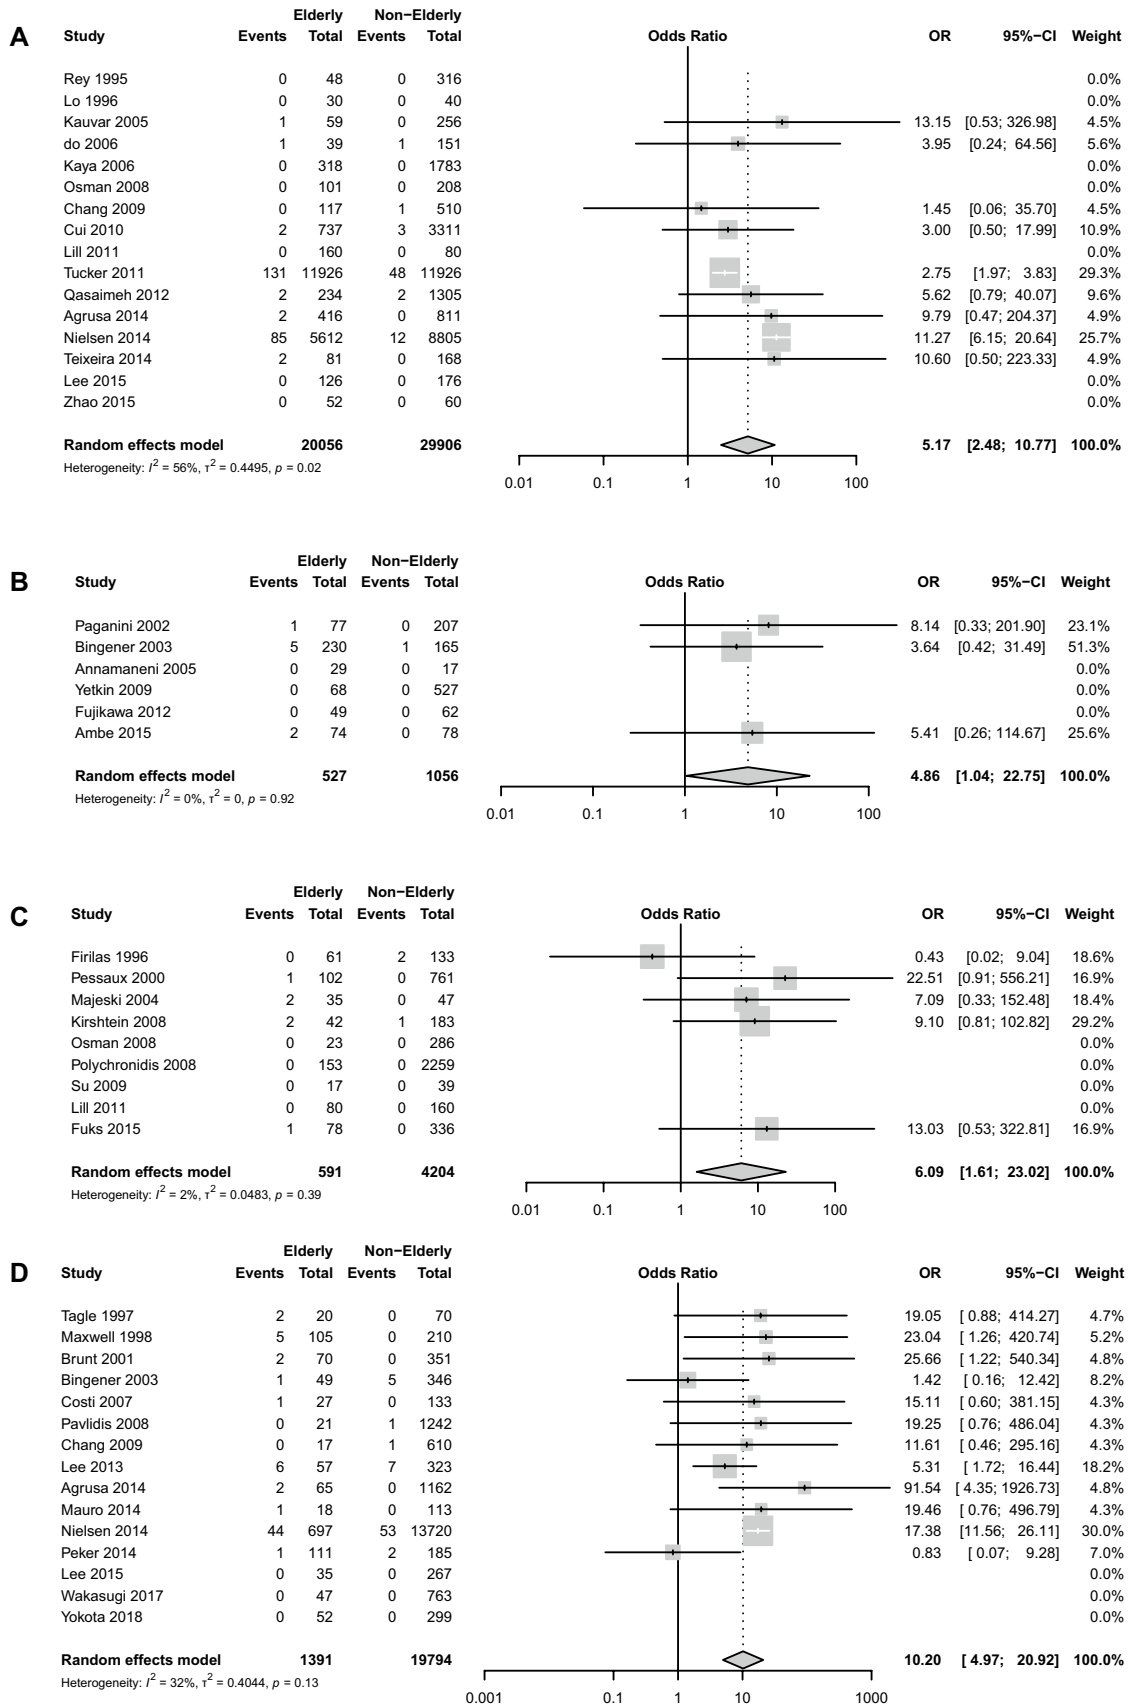 Elderly Non−Elderly
A Study Events Total Events Total Odds Ratio OR 95%−CI Weight
Rey 1995 0 48 0 316 0.0%
Lo 1996 0 30 0 40 0.0%
Kauvar 2005 1 59 0 256 13.15 [0.53; 326.98] 4.5%
do 2006 1 39 1 151 3.95 [0.24; 64.56] 5.6%
Kaya 2006 0 318 0 1783 0.0%
Osman 2008 0 101 0 208 0.0%
Chang 2009 0 117 1 510 1.45 [0.06; 35.70] 4.5%
Cui 2010 2 737 3 3311 3.00 [0.50; 17.99] 10.9%
Lill 2011 0 160 0 80 0.0%
Tucker 2011 131 11926 48 11926 2.75 [1.97; 3.83] 29.3%
Qasaimeh 2012 2 234 2 1305 5.62 [0.79; 40.07] 9.6%
Agrusa 2014 2 416 0 811 9.79 [0.47; 204.37] 4.9%
Nielsen 2014 85 5612 12 8805 11.27 [6.15; 20.64] 25.7%
Teixeira 2014 2 81 0 168 10.60 [0.50; 223.33] 4.9%
Lee 2015 0 126 0 176 0.0%
Zhao 2015 0 52 0 60 0.0%
Random effects model 20056 29906 5.17 [2.48; 10.77] 100.0%
Heterogeneity: I² = 56%, τ² = 0.4495, p = 0.02
0.01 0.1 1 10 100
Elderly Non−Elderly
B Study Events Total Events Total Odds Ratio OR 95%−CI Weight
Paganini 2002 1 77 0 207 8.14 [0.33; 201.90] 23.1%
Bingener 2003 5 230 1 165 3.64 [0.42; 31.49] 51.3%
Annamaneni 2005 0 29 0 17 0.0%
Yetkin 2009 0 68 0 527 0.0%
Fujikawa 2012 0 49 0 62 0.0%
Ambe 2015 2 74 0 78 5.41 [0.26; 114.67] 25.6%
Random effects model 527 1056 4.86 [1.04; 22.75] 100.0%
Heterogeneity: I² = 0%, τ² = 0, p = 0.92
0.01 0.1 1 10 100
Elderly Non−Elderly
C Study Events Total Events Total Odds Ratio OR 95%−CI Weight
Firilas 1996 0 61 2 133 0.43 [0.02; 9.04] 18.6%
Pessaux 2000 1 102 0 761 22.51 [0.91; 556.21] 16.9%
Majeski 2004 2 35 0 47 7.09 [0.33; 152.48] 18.4%
Kirshtein 2008 2 42 1 183 9.10 [0.81; 102.82] 29.2%
Osman 2008 0 23 0 286 0.0%
Polychronidis 2008 0 153 0 2259 0.0%
Su 2009 0 17 0 39 0.0%
Lill 2011 0 80 0 160 0.0%
Fuks 2015 1 78 0 336 13.03 [0.53; 322.81] 16.9%
Random effects model 591 4204 6.09 [1.61; 23.02] 100.0%
Heterogeneity: I² = 2%, τ² = 0.0483, p = 0.39
0.01 0.1 1 10 100
Elderly Non−Elderly
D Study Events Total Events Total Odds Ratio OR 95%−CI Weight
Tagle 1997 2 20 0 70 19.05 [ 0.88; 414.27] 4.7%
Maxwell 1998 5 105 0 210 23.04 [ 1.26; 420.74] 5.2%
Brunt 2001 2 70 0 351 25.66 [ 1.22; 540.34] 4.8%
Bingener 2003 1 49 5 346 1.42 [ 0.16; 12.42] 8.2%
Costi 2007 1 27 0 133 15.11 [ 0.60; 381.15] 4.3%
Pavlidis 2008 0 21 1 1242 19.25 [ 0.76; 486.04] 4.3%
Chang 2009 0 17 1 610 11.61 [ 0.46; 295.16] 4.3%
Lee 2013 6 57 7 323 5.31 [ 1.72; 16.44] 18.2%
Agrusa 2014 2 65 0 1162 91.54 [ 4.35; 1926.73] 4.8%
Mauro 2014 1 18 0 113 19.46 [ 0.76; 496.79] 4.3%
Nielsen 2014 44 697 53 13720 17.38 [11.56; 26.11] 30.0%
Peker 2014 1 111 2 185 0.83 [ 0.07; 9.28] 7.0%
Lee 2015 0 35 0 267 0.0%
Wakasugi 2017 0 47 0 763 0.0%
Yokota 2018 0 52 0 299 0.0%
Random effects model 1391 19794 10.20 [ 4.97; 20.92] 100.0%
Heterogeneity: I² = 32%, τ² = 0.4044, p = 0.13
0.001 0.1 1 10 1000